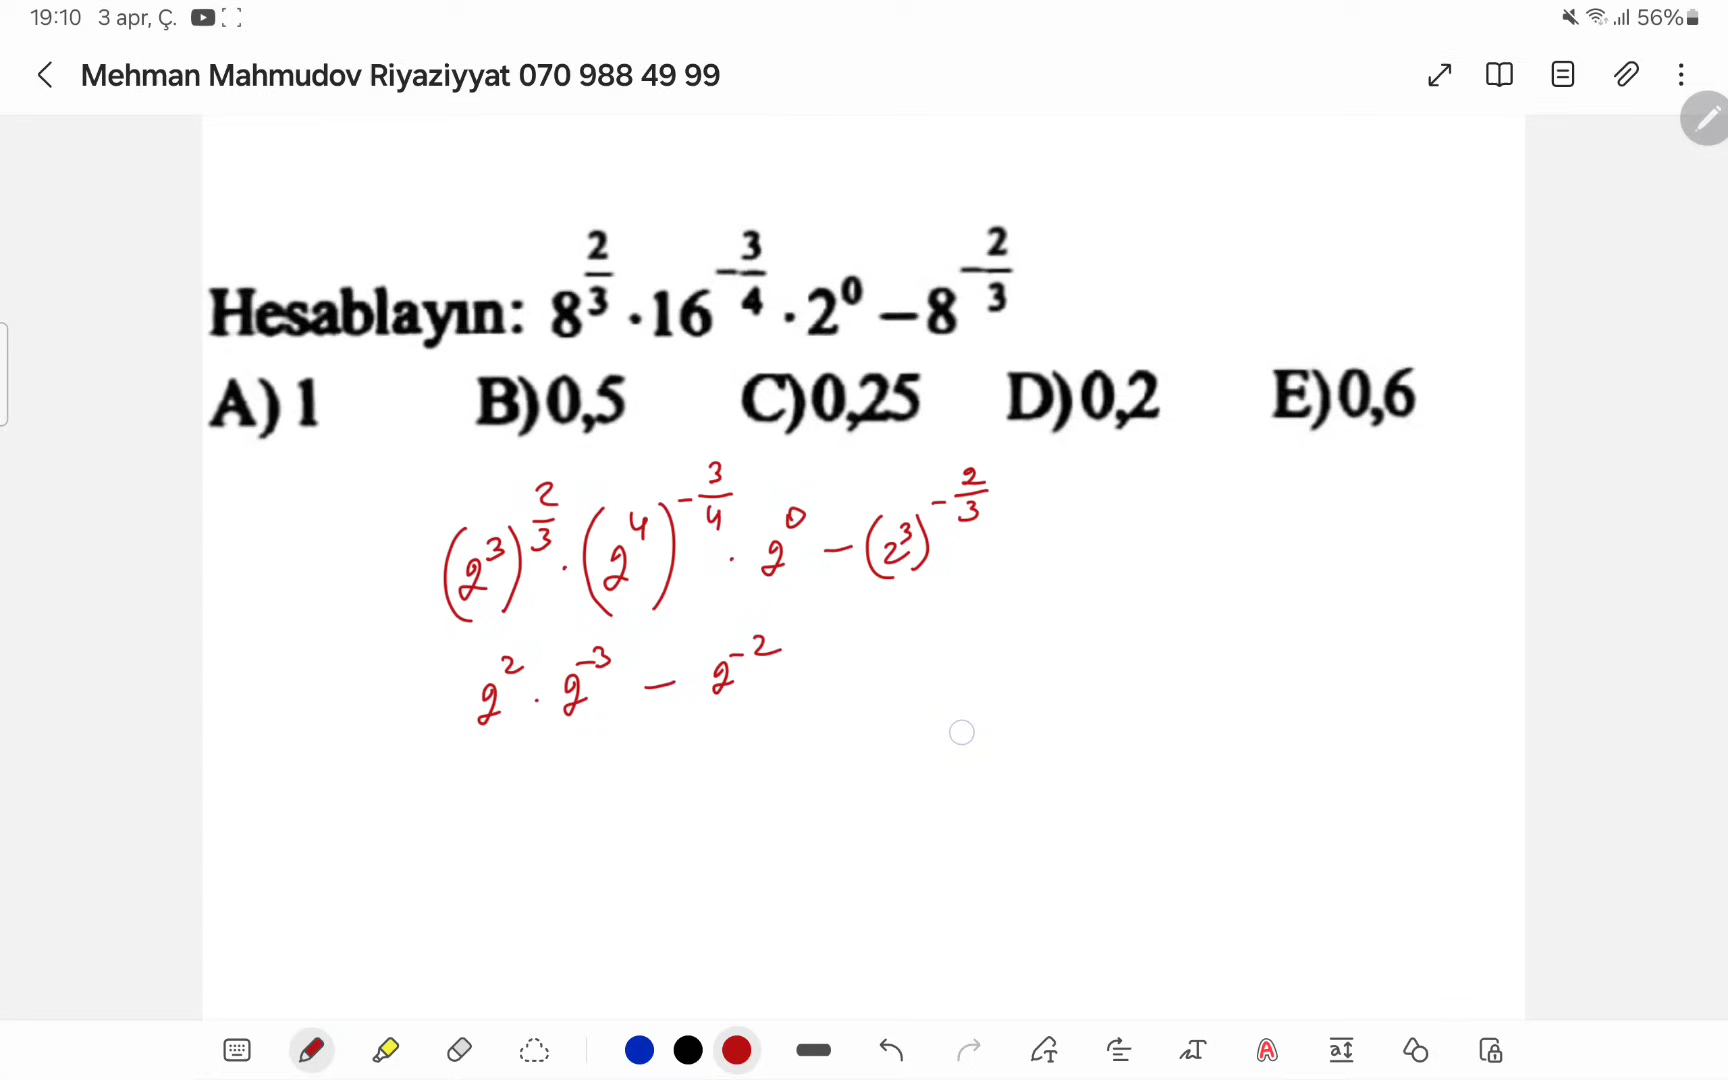 19:10 3 apr, Ç. 56%
Mehman Mahmudov Riyaziyyat 070 988 49 99
Hesablayın: 8^(2/3) · 16^(-3/4) · 2^0 − 8^(-2/3)
A) 1 B) 0,5 C) 0,25 D) 0,2 E) 0,6
(2^3)^(2/3) · (2^4)^(-3/4) · 2^0 − (2^3)^(-2/3)
2^2 · 2^(-3) − 2^(-2)